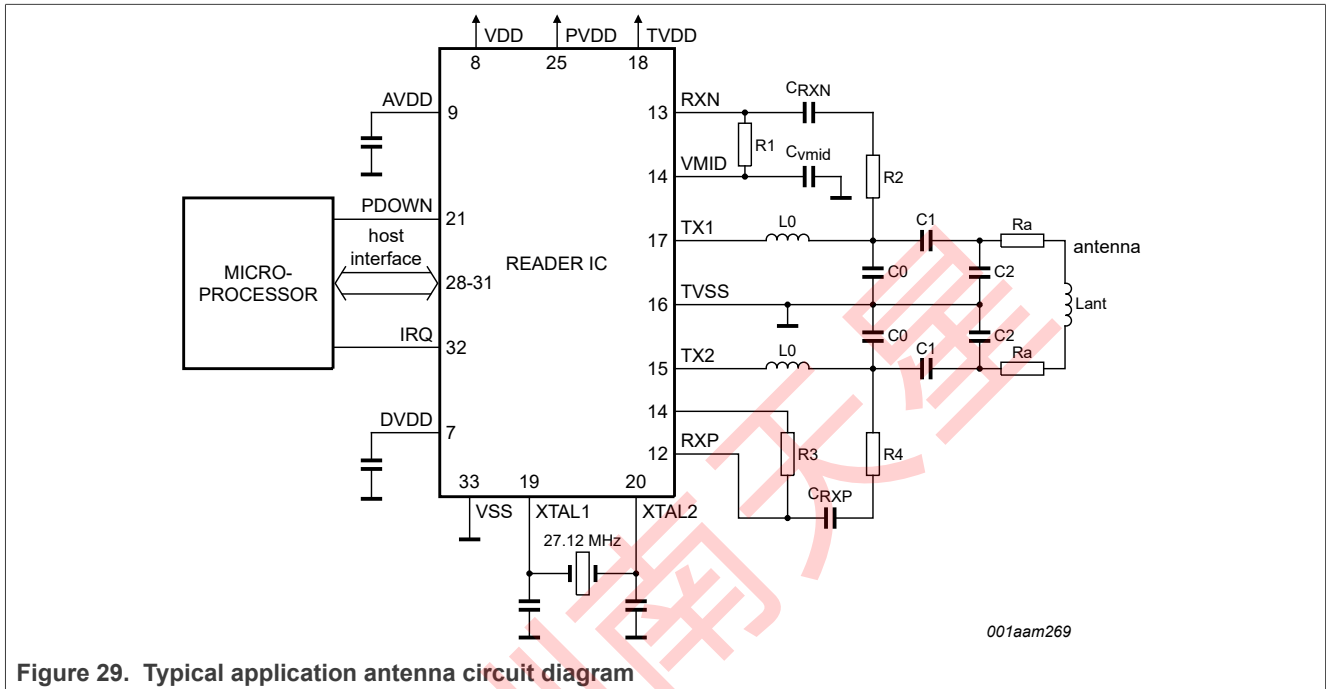 VDD
PVDD
TVDD
8
25
18
AVDD
9
13
RXN
CRXN
R1
VMID
Cvmid
14
R2
PDOWN
21
host
interface
MICRO-
PROCESSOR
28-31
READER IC
17
TX1
L0
C1
Ra
antenna
C0
C2
16
TVSS
Lant
IRQ
32
C0
C2
15
TX2
L0
C1
Ra
14
DVDD
7
12
RXP
R3
R4
CRXP
33
19
20
VSS
XTAL1
XTAL2
27.12 MHz
001aam269
Figure 29. Typical application antenna circuit diagram
南天星